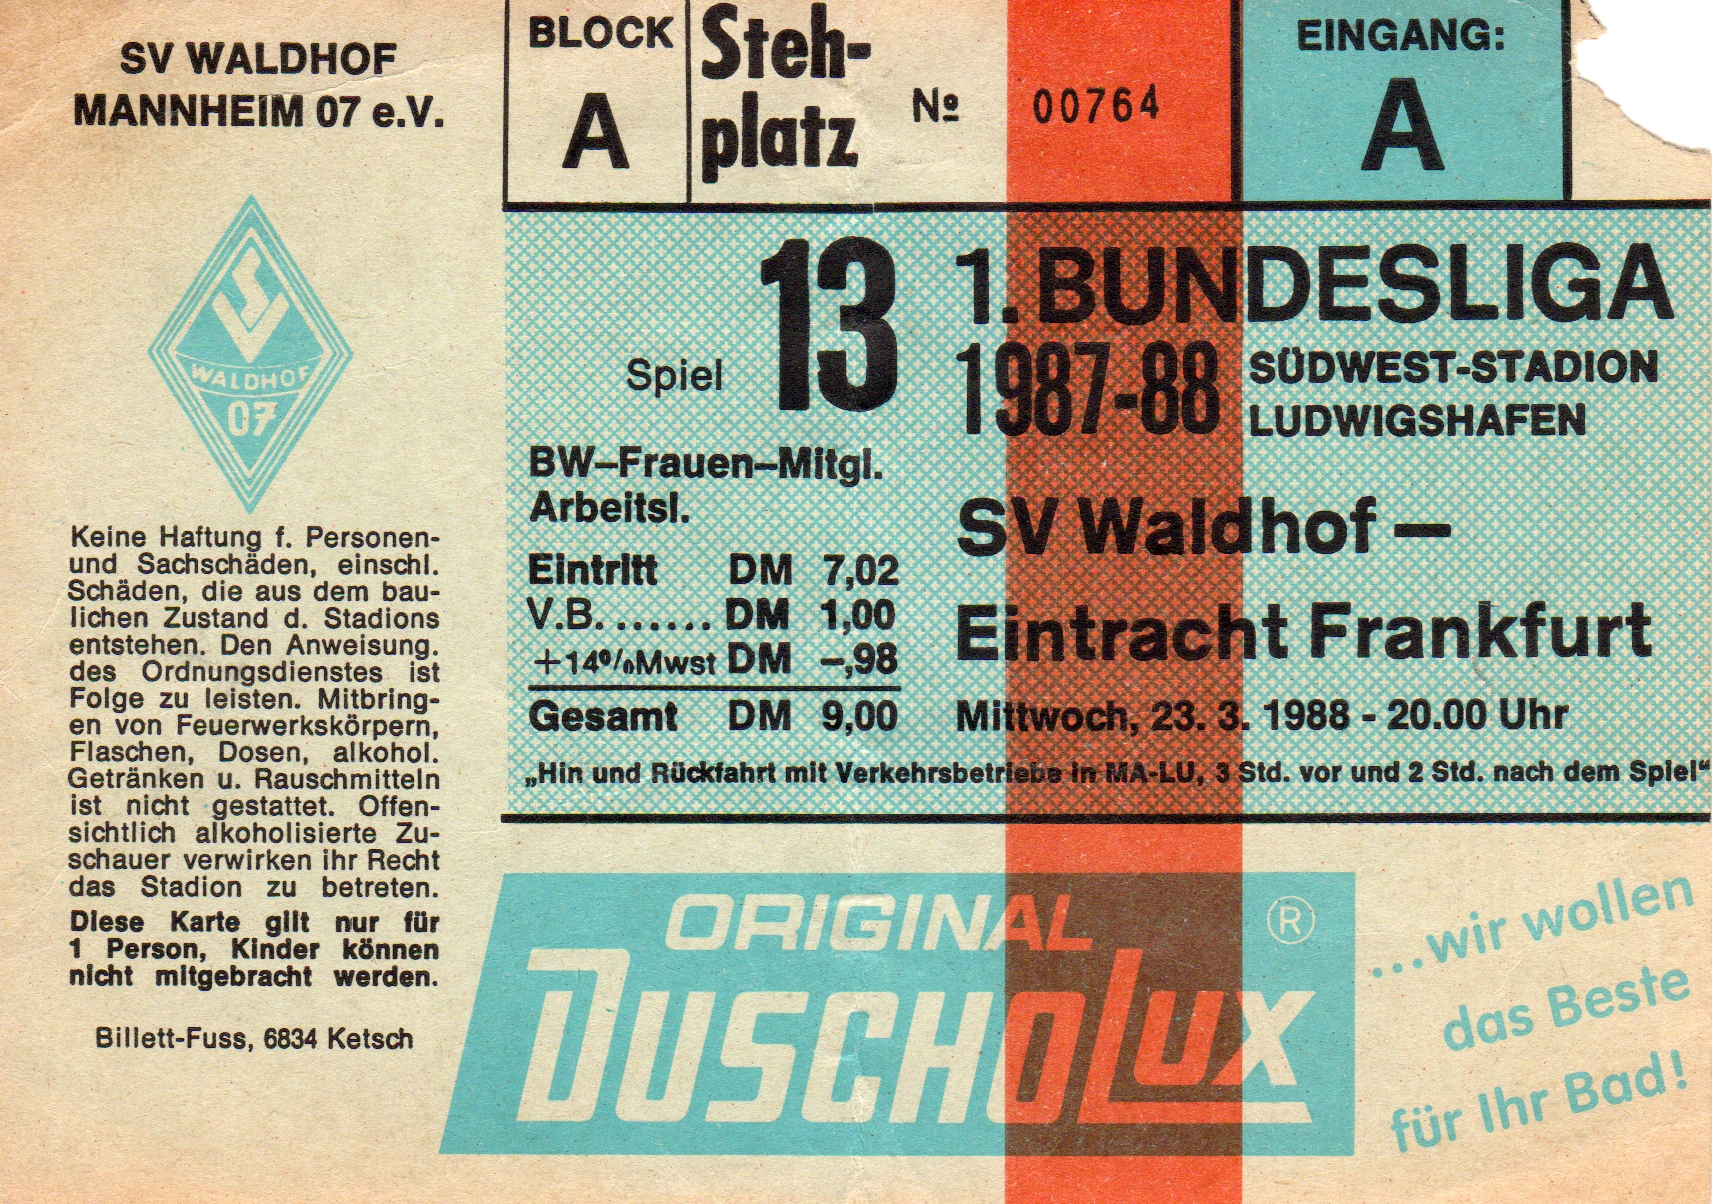 SV WALDHOF
MANNHEIM 07 e.V.
WALDHOF
07
Keine Haftung f. Personen-
und Sachschäden, einschl.
Schäden, die aus dem bau-
lichen Zustand d. Stadions
entstehen. Den Anweisung.
des Ordnungsdienstes ist
Folge zu leisten. Mitbring-
en von Feuerwerkskörpern,
Flaschen, Dosen, alkohol.
Getränken u. Rauschmitteln
ist nicht gestattet. Offen-
sichtlich alkoholisierte Zu-
schauer verwirken ihr Recht
das Stadion zu betreten.
Diese Karte gilt nur für
1 Person, Kinder können
nicht mitgebracht werden.
Billett-Fuss, 6834 Ketsch
BLOCK
A
Steh-
platz
Nº 00764
EINGANG:
A
Spiel 13
1. BUNDESLIGA
1987-88
SÜDWEST-STADION
LUDWIGSHAFEN
BW–Frauen–Mitgl.
Arbeitsl.
Eintritt DM 7,02
V.B. ...... DM 1,00
+14%Mwst DM –,98
Gesamt DM 9,00
SV Waldhof —
Eintracht Frankfurt
Mittwoch, 23. 3. 1988 - 20.00 Uhr
„Hin und Rückfahrt mit Verkehrsbetriebe in MA-LU, 3 Std. vor und 2 Std. nach dem Spiel“
ORIGINAL ®
DUSCHOLUX
...wir wollen
das Beste
für Ihr Bad!